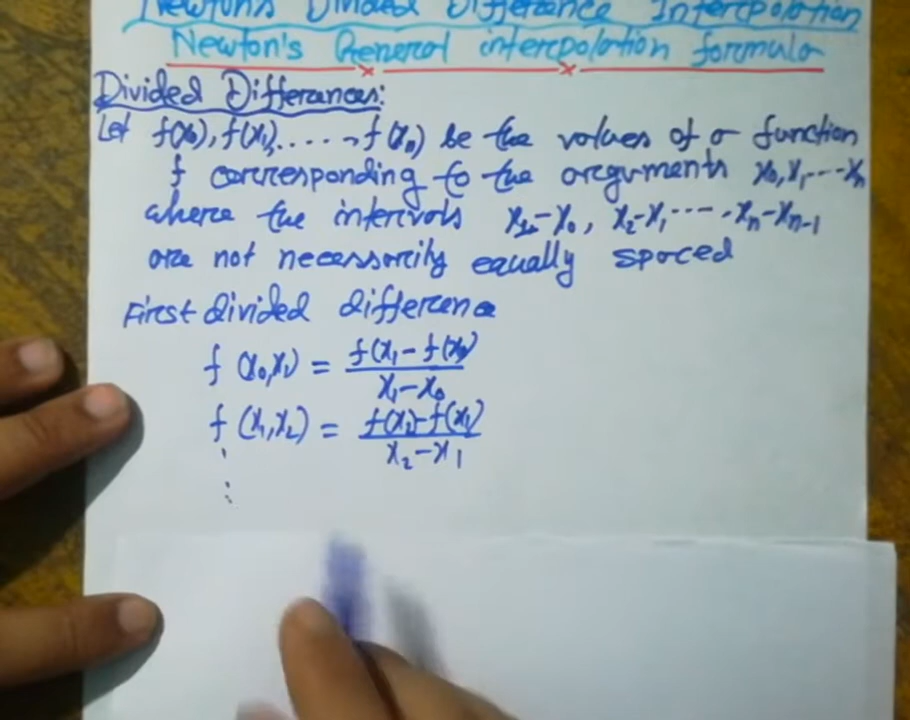 Newton's Divided Difference Interpolation
Newton's General interpolation formula
Divided Differences:
Let f(x₀), f(x₁), ....., f(xₙ) be the values of a function
f corresponding to the arguments x₀, x₁, ... xₙ
where the intervals x₁-x₀, x₂-x₁ ...., xₙ-xₙ₋₁
are not necessarily equally spaced
First divided difference
f (x₀,x₁) = f(x₁ - f(x₀) / x₁-x₀
f (x₁,x₂) = f(x₂)-f(x₁) / x₂-x₁
⋮